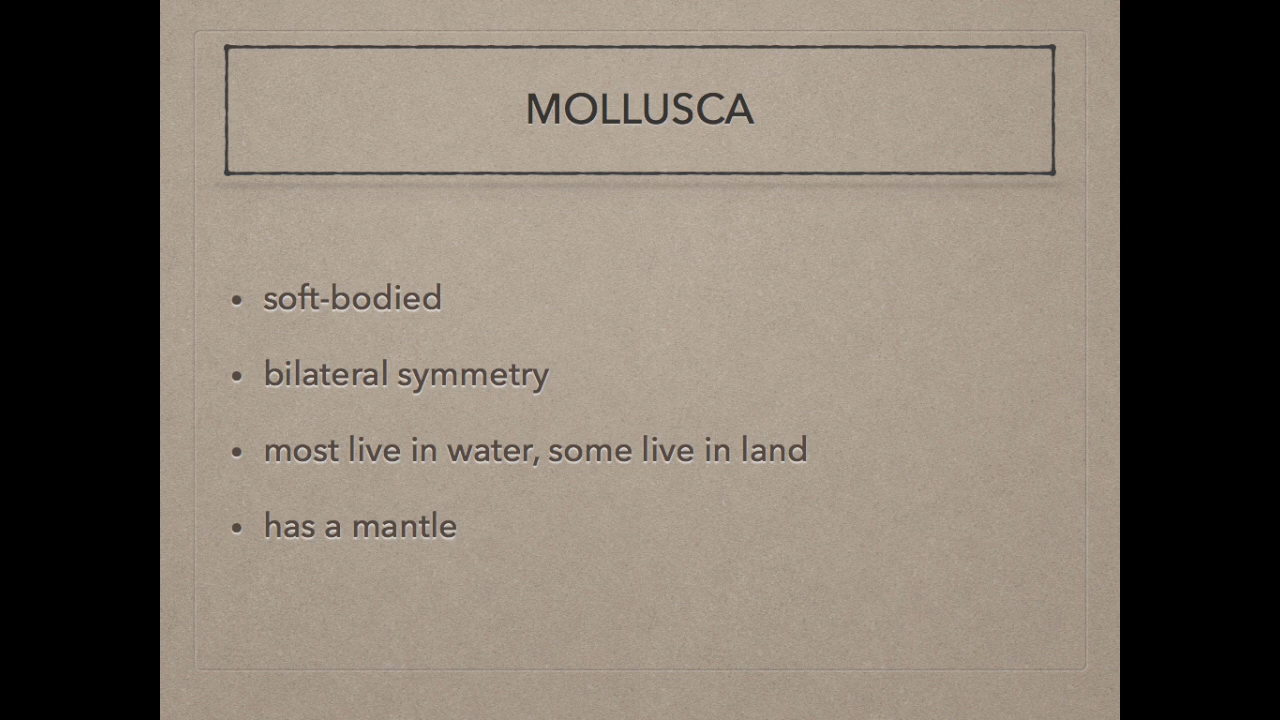 MOLLUSCA
• soft-bodied
• bilateral symmetry
• most live in water, some live in land
• has a mantle